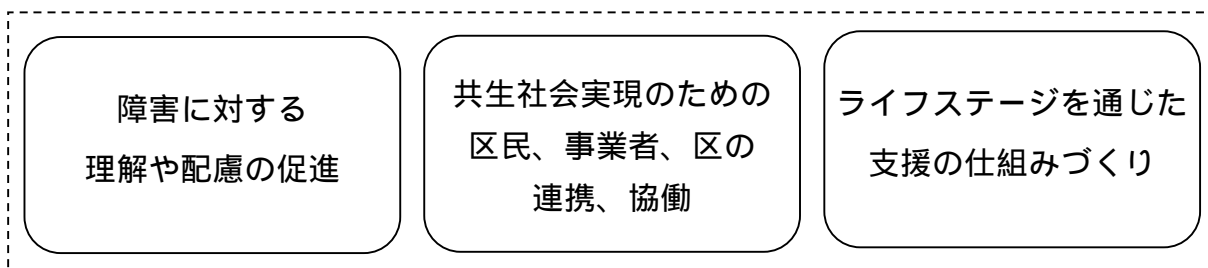 障害に対する
理解や配慮の促進
共生社会実現のための
区民、事業者、区の
連携、協働
ライフステージを通じた
支援の仕組みづくり